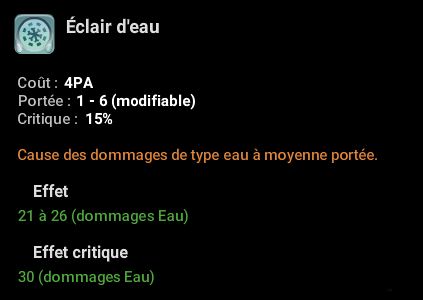 Éclair d'eau
Coût : 4PA
Portée : 1 - 6 (modifiable)
Critique : 15%
Cause des dommages de type eau à moyenne portée.
Effet
21 à 26 (dommages Eau)
Effet critique
30 (dommages Eau)